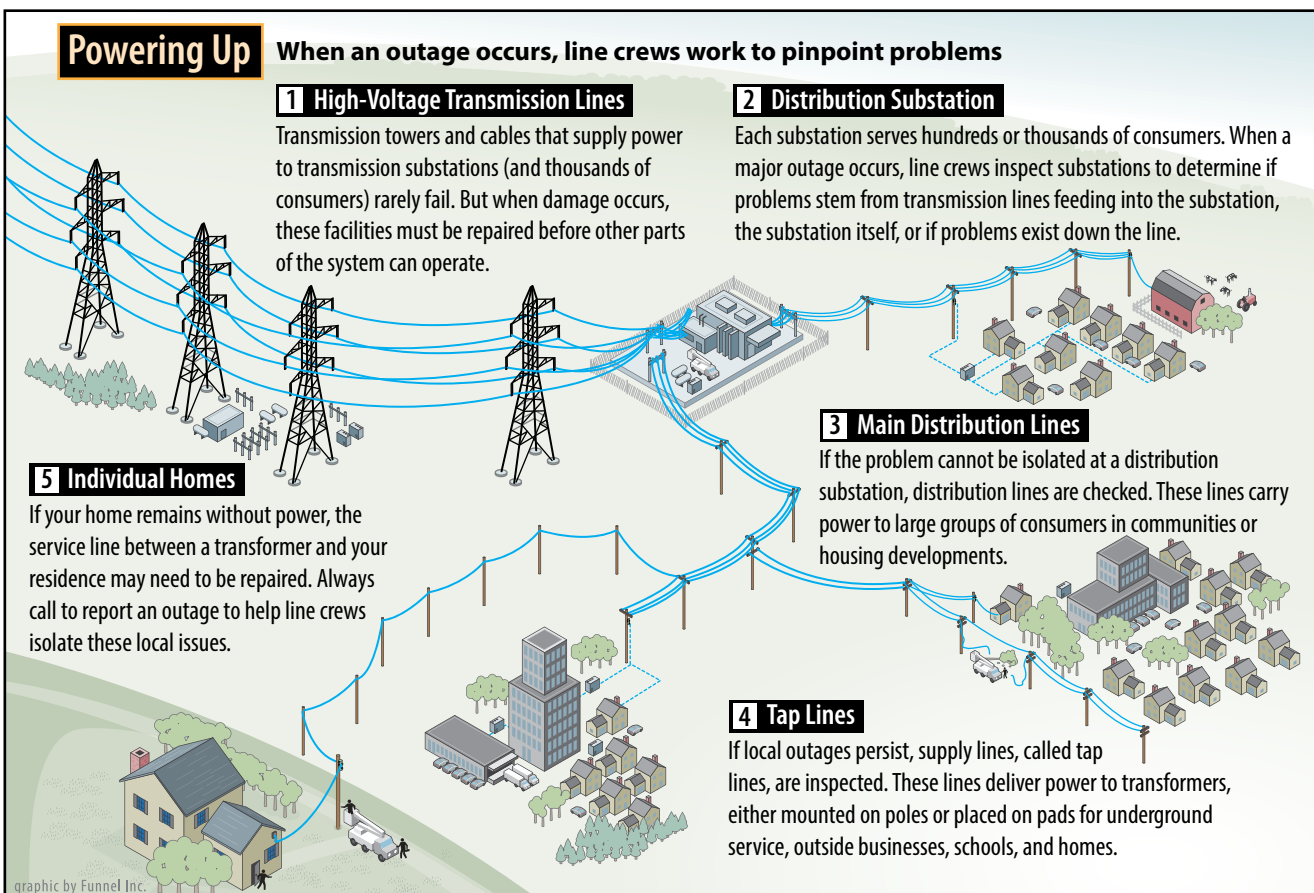 Powering Up
When an outage occurs, line crews work to pinpoint problems
1 High-Voltage Transmission Lines
Transmission towers and cables that supply power
to transmission substations (and thousands of
consumers) rarely fail. But when damage occurs,
these facilities must be repaired before other parts
of the system can operate.
2 Distribution Substation
Each substation serves hundreds or thousands of consumers. When a
major outage occurs, line crews inspect substations to determine if
problems stem from transmission lines feeding into the substation,
the substation itself, or if problems exist down the line.
3 Main Distribution Lines
If the problem cannot be isolated at a distribution
substation, distribution lines are checked. These lines carry
power to large groups of consumers in communities or
housing developments.
4 Tap Lines
If local outages persist, supply lines, called tap
lines, are inspected. These lines deliver power to transformers,
either mounted on poles or placed on pads for underground
service, outside businesses, schools, and homes.
5 Individual Homes
If your home remains without power, the
service line between a transformer and your
residence may need to be repaired. Always
call to report an outage to help line crews
isolate these local issues.
graphic by Funnel Inc.